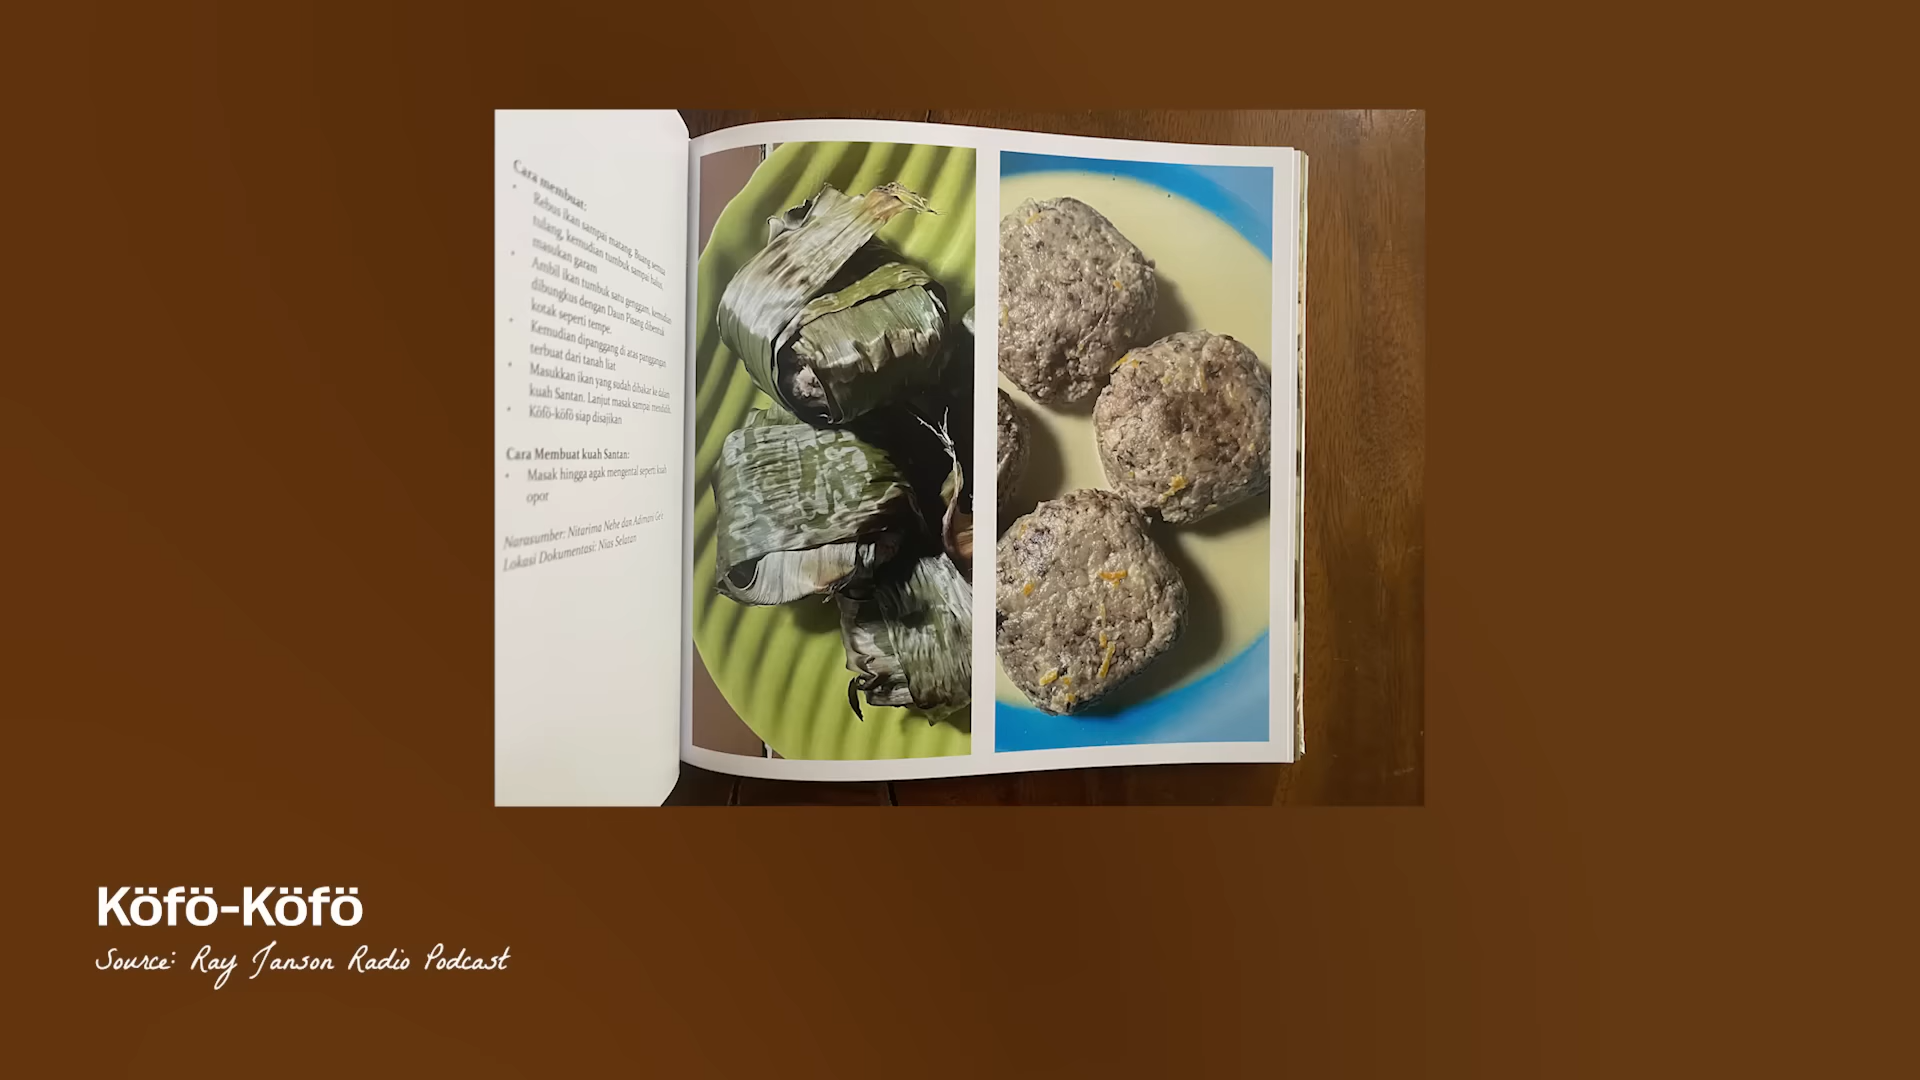 Cara membuat:
• Rebus ikan sampai matang. Buang semua
tulang, kemudian tumbuk sampai halus,
masukan garam
• Ambil ikan tumbuk satu genggam, kemudian
dibungkus dengan Daun Pisang dibentuk
kotak seperti tempe.
• Kemudian dipanggang di atas panggangan
terbuat dari tanah liat
• Masukkan ikan yang sudah dibakar ke dalam
kuah Santan. Lanjut masak sampai mendidih.
• Köfö-köfö siap disajikan
Cara Membuat kuah Santan:
• Masak hingga agak mengental seperti kuah
opor
Narasumber: Nitarima Nehe dan Adimani
Lokasi Dokumentasi: Nias Selatan
Köfö-Köfö
Source: Ray Janson Radio Podcast